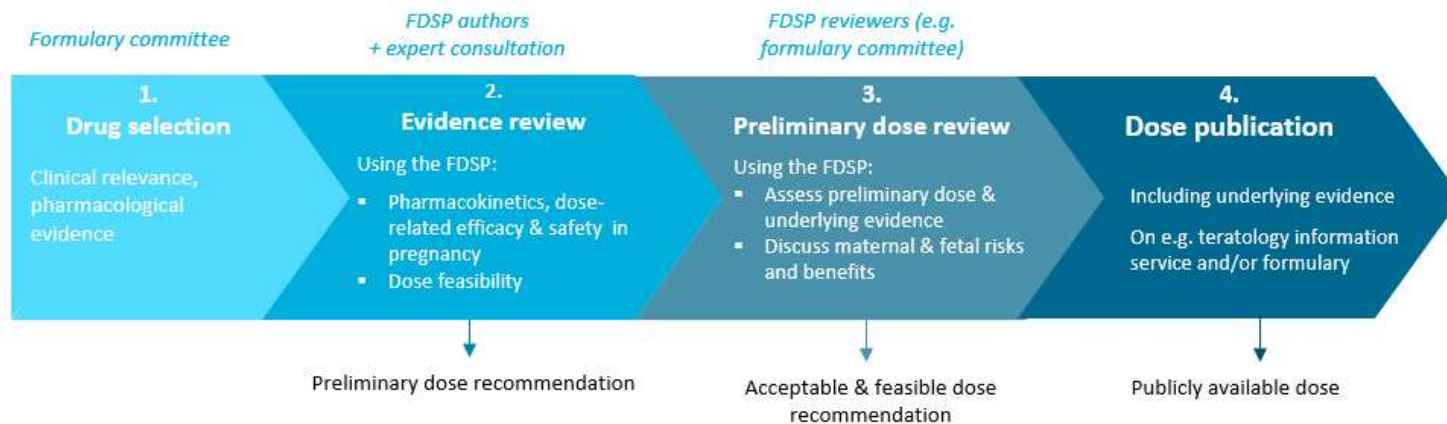 Formulary committee
FDSP authors
+ expert consultation
FDSP reviewers (e.g.
formulary committee)
1.
Drug selection
Clinical relevance,
pharmacological
evidence
2.
Evidence review
Using the FDSP:
▪ Pharmacokinetics, dose-
related efficacy & safety in
pregnancy
▪ Dose feasibility
3.
Preliminary dose review
Using the FDSP:
▪ Assess preliminary dose &
underlying evidence
▪ Discuss maternal & fetal risks
and benefits
4.
Dose publication
Including underlying evidence
On e.g. teratology information
service and/or formulary
Preliminary dose recommendation
Acceptable & feasible dose
recommendation
Publicly available dose